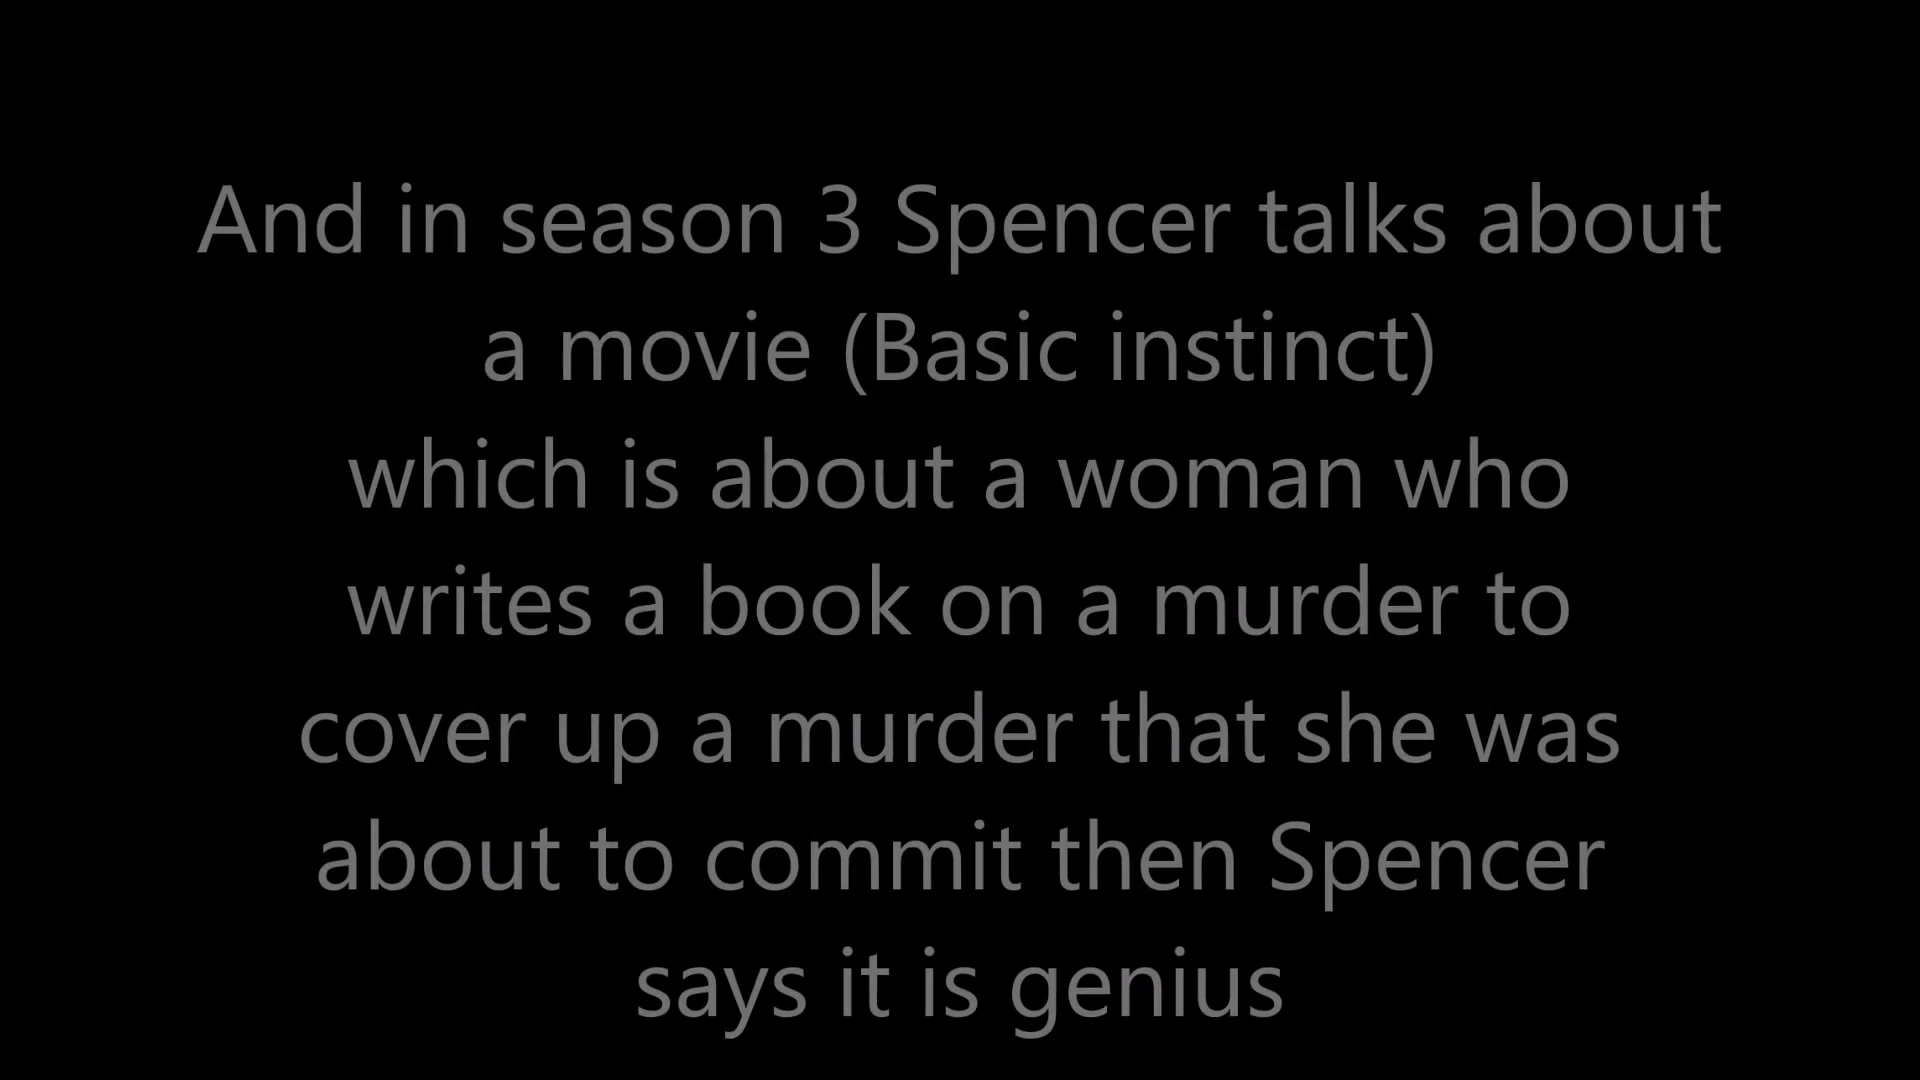 And in season 3 Spencer talks about
a movie (Basic instinct)
which is about a woman who
writes a book on a murder to
cover up a murder that she was
about to commit then Spencer
says it is genius